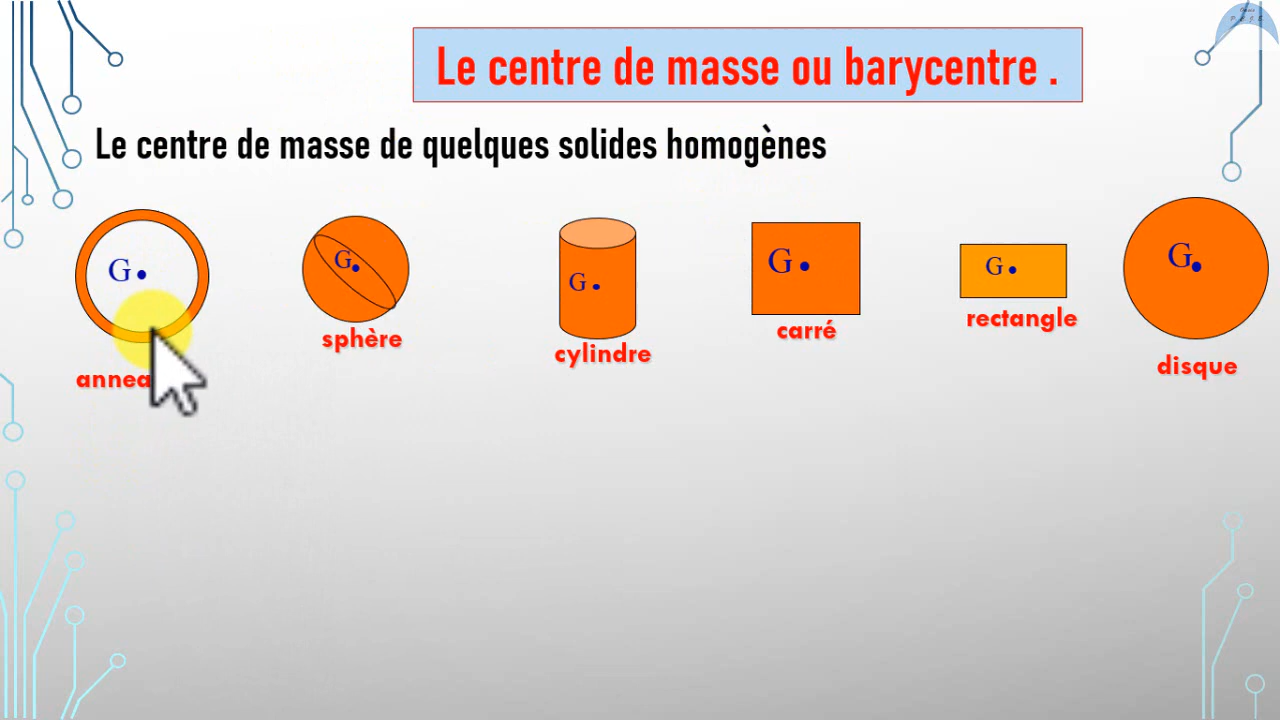 Le centre de masse ou barycentre .
Le centre de masse de quelques solides homogènes
G G G G G G
sphère cylindre carré rectangle disque